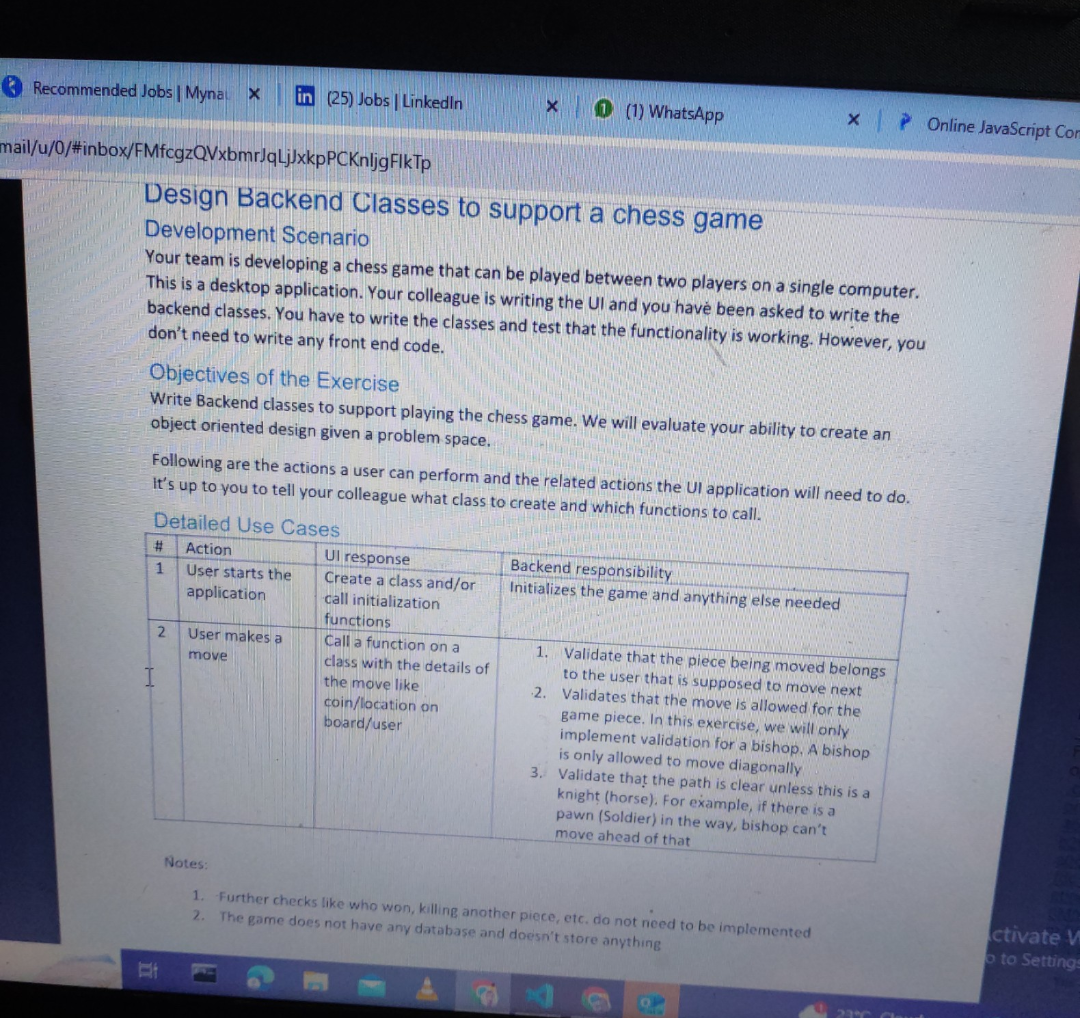 Recommended Jobs | Myna
(25) Jobs | LinkedIn
(1) WhatsApp
Online JavaScript Cor
mail/u/0/#inbox/FMfcgzQVxbmrJqLjJxkpPCKnljgFlkTp
Design Backend Classes to support a chess game
Development Scenario
Your team is developing a chess game that can be played between two players on a single computer.
This is a desktop application. Your colleague is writing the UI and you have been asked to write the
backend classes. You have to write the classes and test that the functionality is working. However, you
don't need to write any front end code.
Objectives of the Exercise
Write Backend classes to support playing the chess game. We will evaluate your ability to create an
object oriented design given a problem space.
Following are the actions a user can perform and the related actions the UI application will need to do.
It's up to you to tell your colleague what class to create and which functions to call.
Detailed Use Cases
# Action UI response Backend responsibility
1 User starts the
application
Create a class and/or
call initialization
functions
Initializes the game and anything else needed
2 User makes a
move
Call a function on a
class with the details of
the move like
coin/location on
board/user
1. Validate that the piece being moved belongs
to the user that is supposed to move next
2. Validates that the move is allowed for the
game piece. In this exercise, we will only
implement validation for a bishop. A bishop
is only allowed to move diagonally
3. Validate that the path is clear unless this is a
knight (horse). For example, if there is a
pawn (Soldier) in the way, bishop can't
move ahead of that
Notes:
1. Further checks like who won, killing another piece, etc. do not need to be implemented
2. The game does not have any database and doesn't store anything
ctivate W
o to Settings
23°C